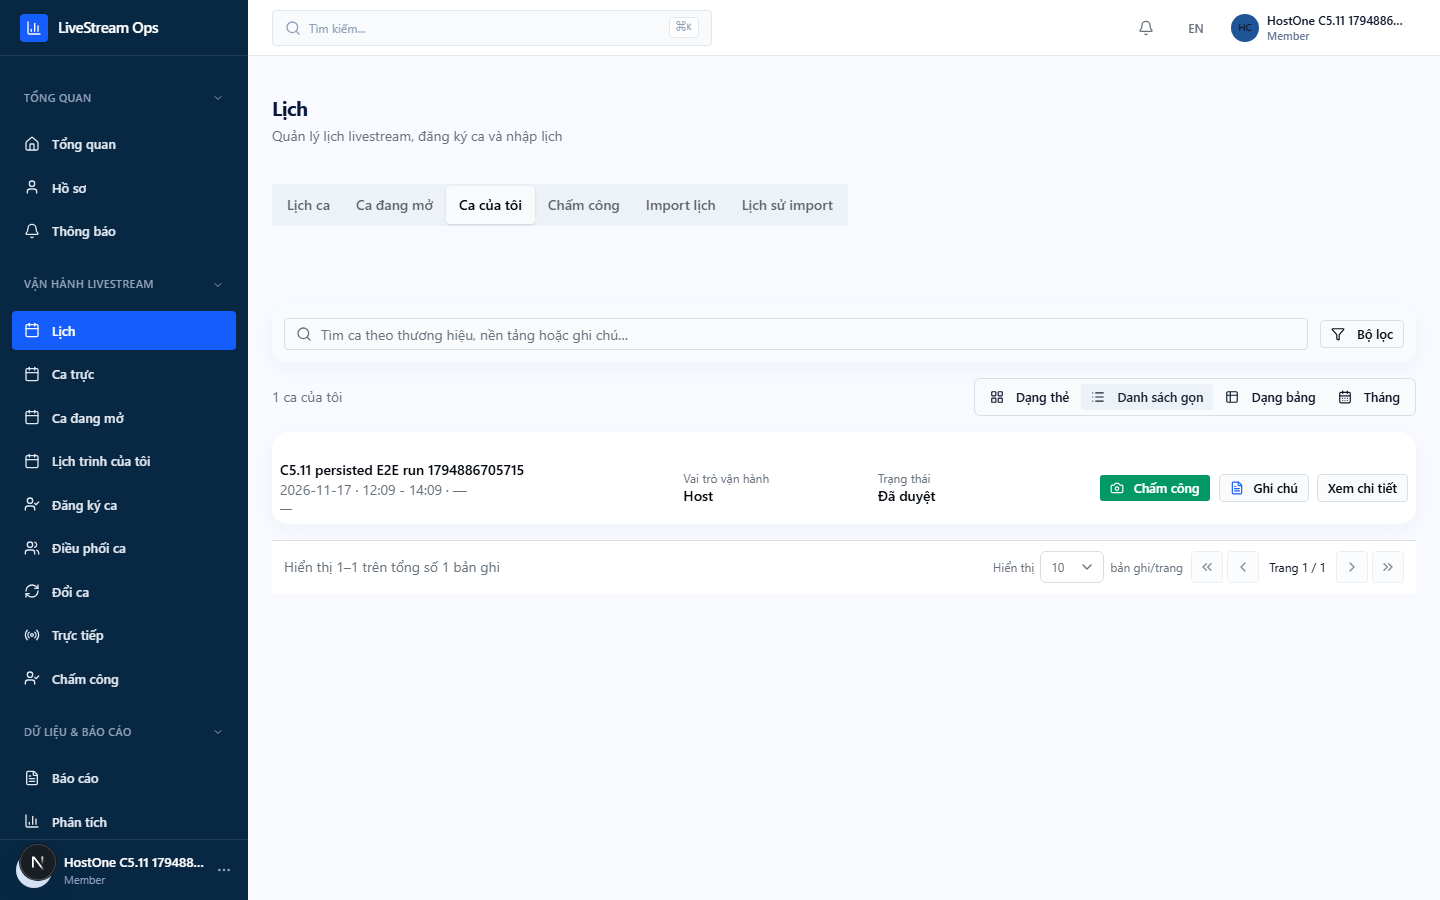 LiveStream Ops
Tìm kiếm...
⌘K
EN
HC
HostOne C5.11 1794886...
Member
TỔNG QUAN
Tổng quan
Hồ sơ
Thông báo
VẬN HÀNH LIVESTREAM
Lịch
Ca trực
Ca đang mở
Lịch trình của tôi
Đăng ký ca
Điều phối ca
Đổi ca
Trực tiếp
Chấm công
DỮ LIỆU & BÁO CÁO
Báo cáo
Phân tích
N
HostOne C5.11 179488...
Member
Lịch
Quản lý lịch livestream, đăng ký ca và nhập lịch
Lịch ca
Ca đang mở
Ca của tôi
Chấm công
Import lịch
Lịch sử import
Tìm ca theo thương hiệu, nền tảng hoặc ghi chú...
Bộ lọc
1 ca của tôi
Dạng thẻ
Danh sách gọn
Dạng bảng
Tháng
C5.11 persisted E2E run 1794886705715
2026-11-17 · 12:09 - 14:09 · —
—
Vai trò vận hành
Host
Trạng thái
Đã duyệt
Chấm công
Ghi chú
Xem chi tiết
Hiển thị 1–1 trên tổng số 1 bản ghi
Hiển thị
10
bản ghi/trang
Trang 1 / 1